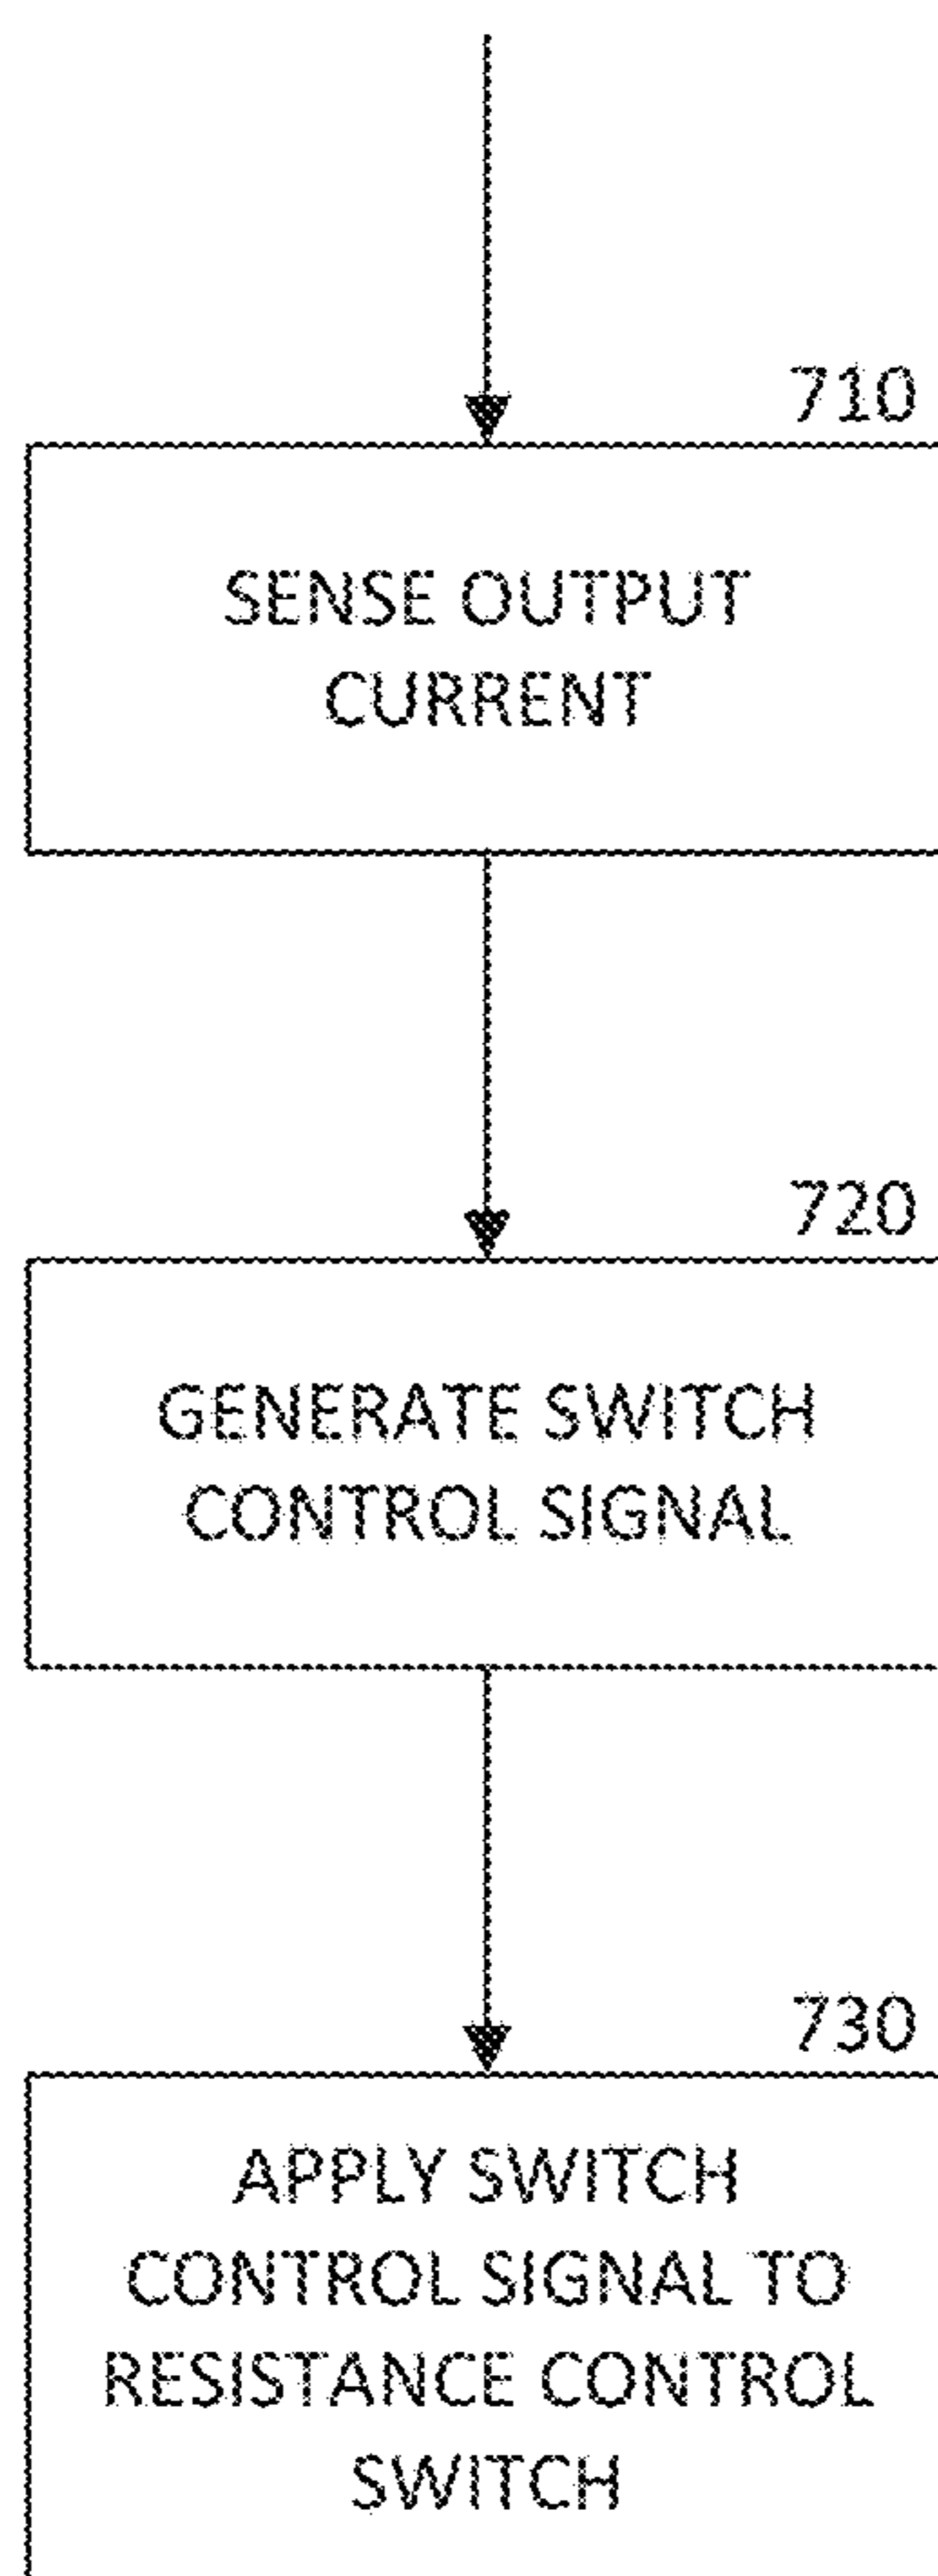 710
SENSE OUTPUT
CURRENT
720
GENERATE SWITCH
CONTROL SIGNAL
730
APPLY SWITCH
CONTROL SIGNAL TO
RESISTANCE CONTROL
SWITCH